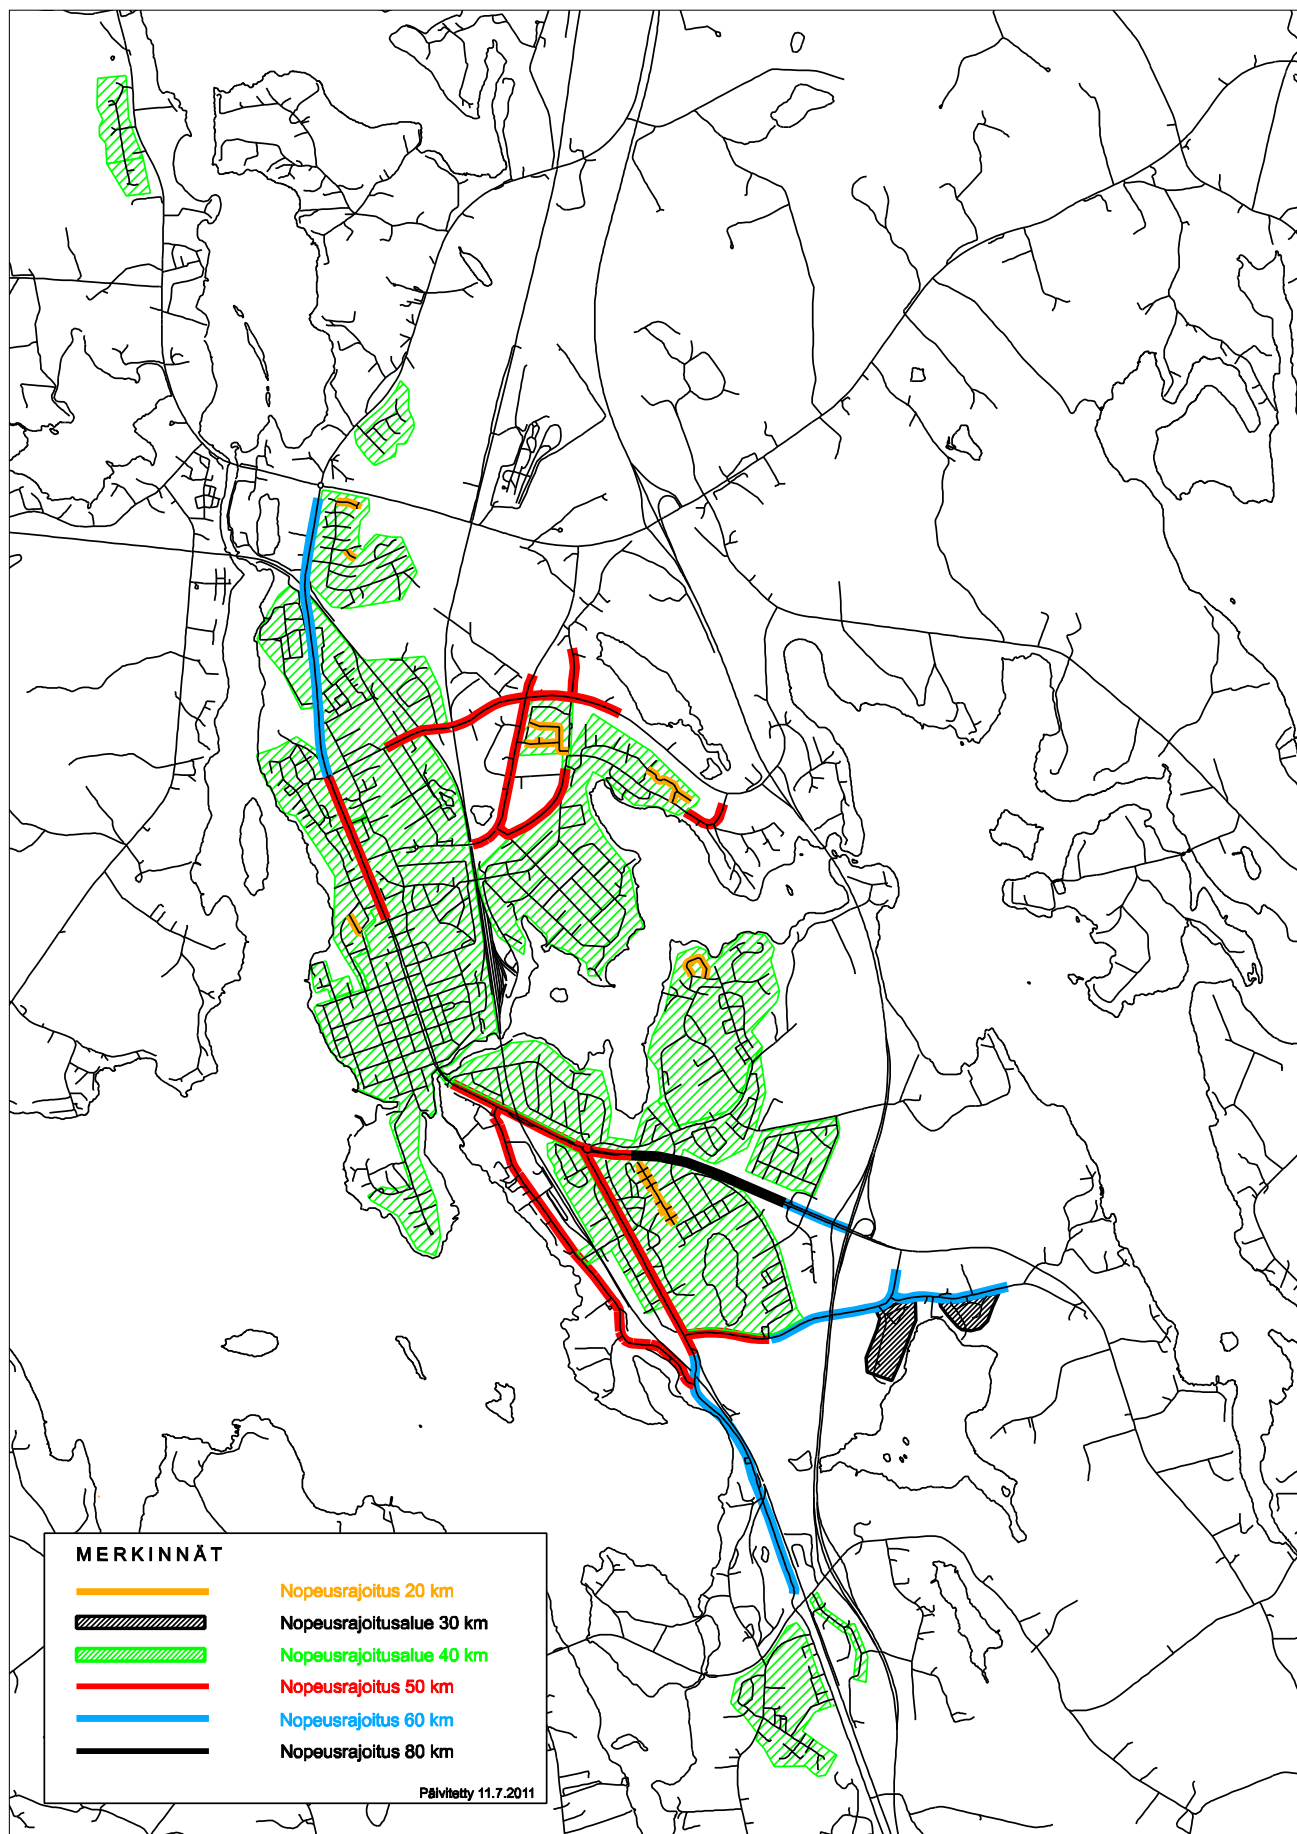 MERKINNÄT
Nopeusrajoitus 20 km
Nopeusrajoitusalue 30 km
Nopeusrajoitusalue 40 km
Nopeusrajoitus 50 km
Nopeusrajoitus 60 km
Nopeusrajoitus 80 km
Päivitetty 11.7.2011